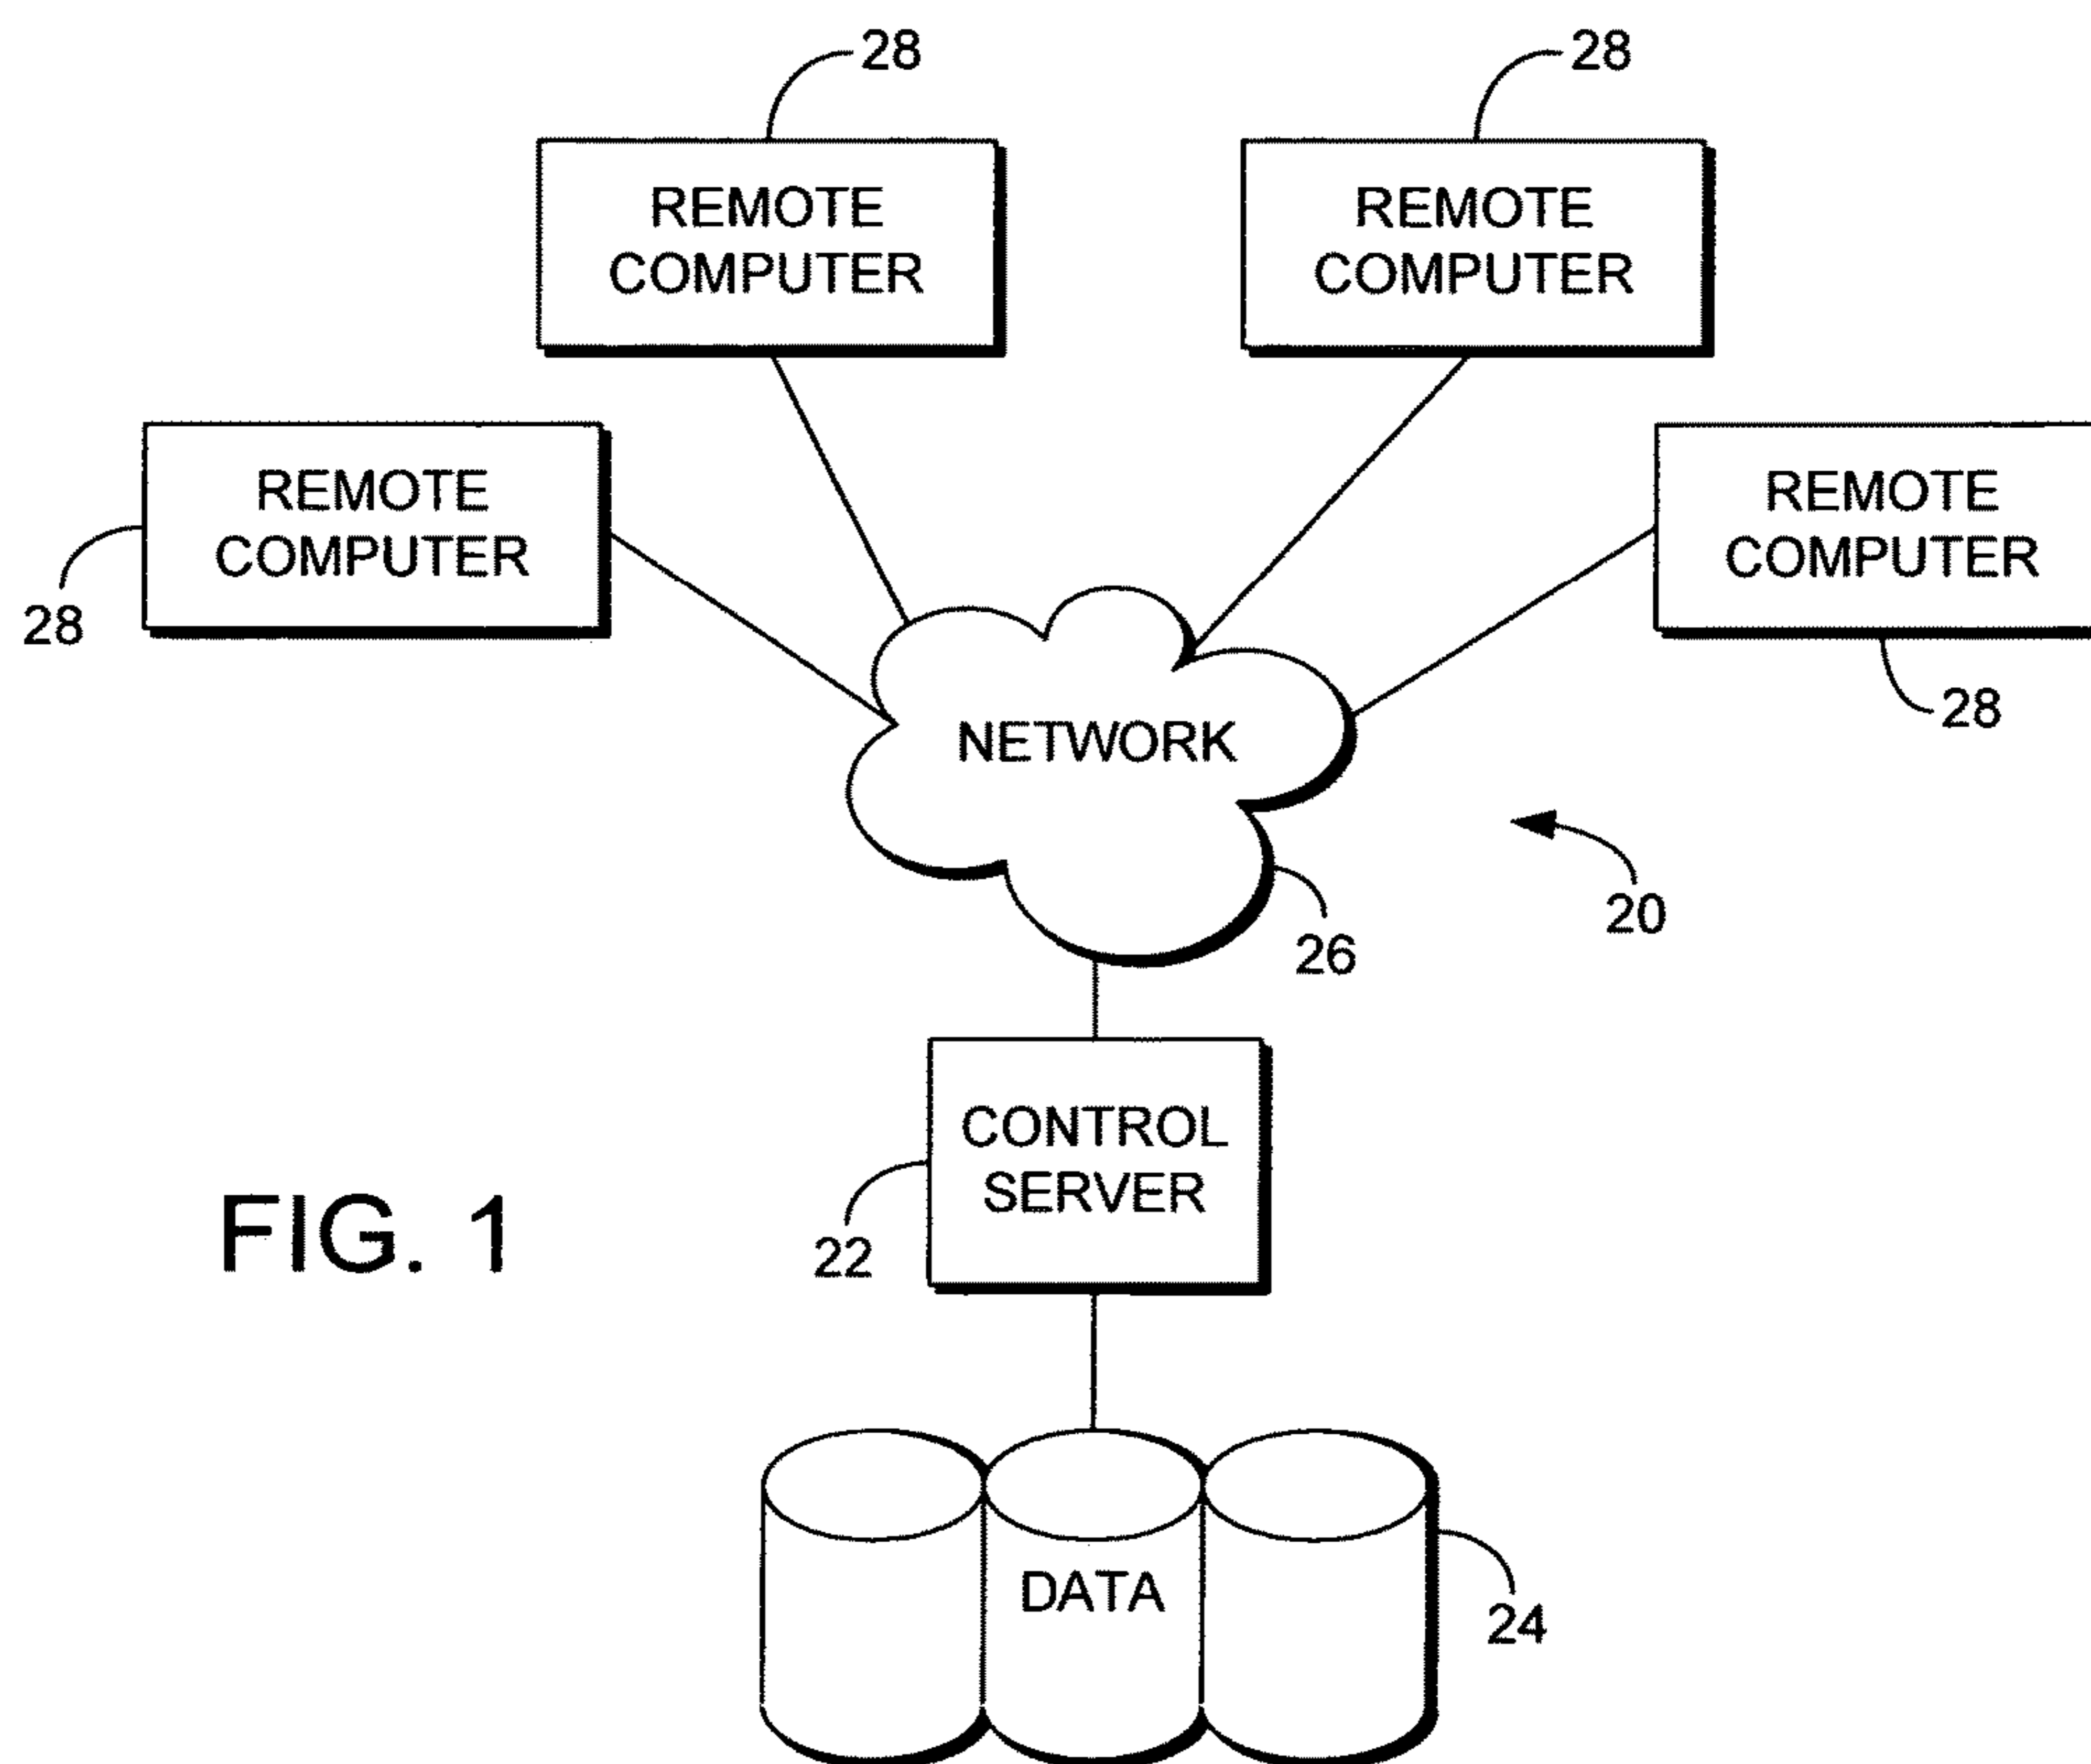 28
28
REMOTE
COMPUTER
REMOTE
COMPUTER
REMOTE
COMPUTER
REMOTE
COMPUTER
28
28
NETWORK
20
26
CONTROL
SERVER
22
FIG. 1
DATA
24